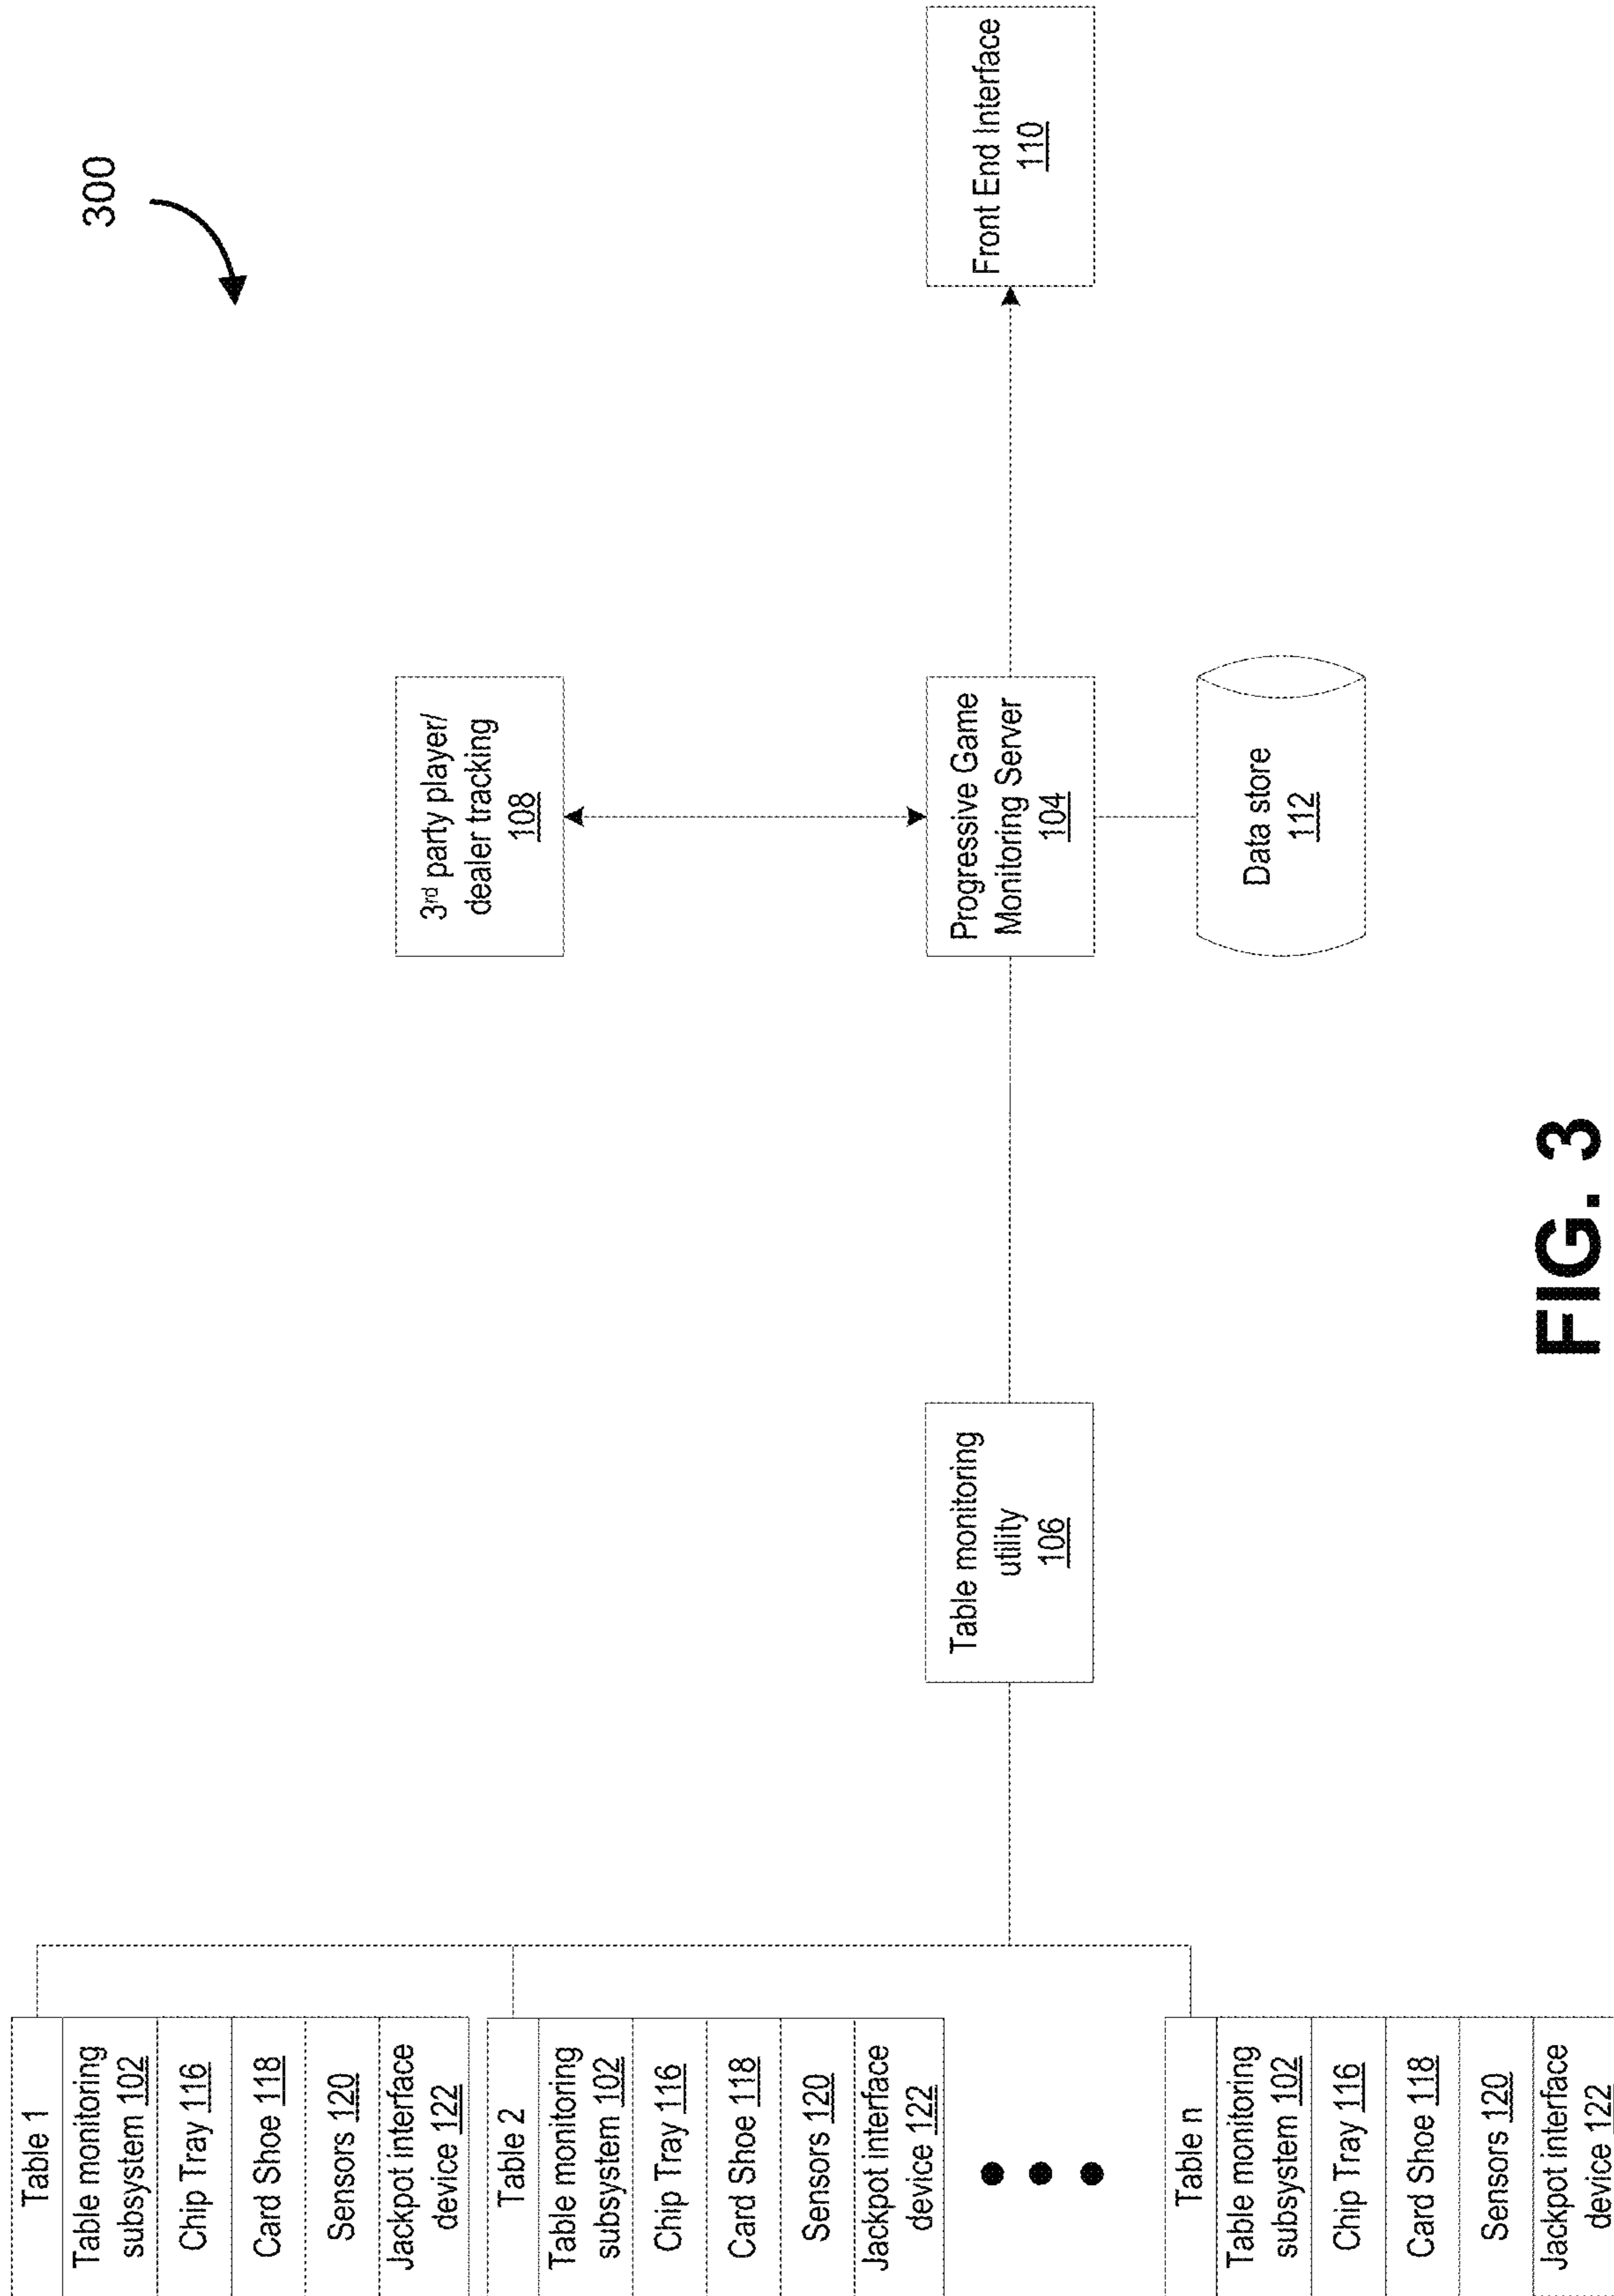 300
Table 1
Table monitoring
subsystem 102
Chip Tray 116
Card Shoe 118
Sensors 120
Jackpot interface
device 122
Table 2
Table monitoring
subsystem 102
Chip Tray 116
Card Shoe 118
Sensors 120
Jackpot interface
device 122
Table n
Table monitoring
subsystem 102
Chip Tray 116
Card Shoe 118
Sensors 120
Jackpot interface
device 122
Table monitoring
utility
106
3rd party player/
dealer tracking
108
Progressive Game
Monitoring Server
104
Data store
112
Front End Interface
110
FIG. 3